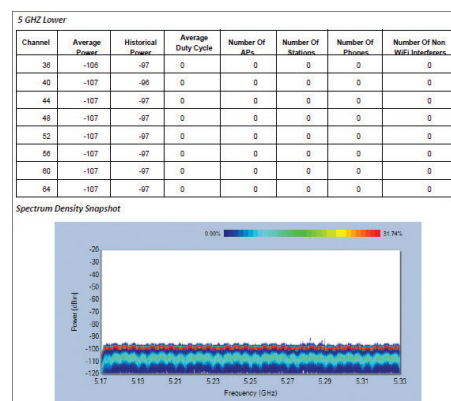 5 GHZ Lower
Channel Average Power Historical Power Average Duty Cycle Number Of APs Number Of Stations Number Of Phones Number Of Non WiFi Interferers
36 -106 -97 0 0 0 0 0
40 -107 -96 0 0 0 0 0
44 -107 -97 0 0 0 0 0
48 -107 -97 0 0 0 0 0
52 -107 -97 0 0 0 0 0
56 -107 -97 0 0 0 0 0
60 -107 -97 0 0 0 0 0
64 -107 -97 0 0 0 0 0
Spectrum Density Snapshot
0.00% 31.74%
-20
-30
-40
-50
-60
-70
-80
-90
-100
-110
-120
Power (dBm)
5.17 5.19 5.21 5.23 5.25 5.27 5.29 5.31 5.33
Frequency (GHz)